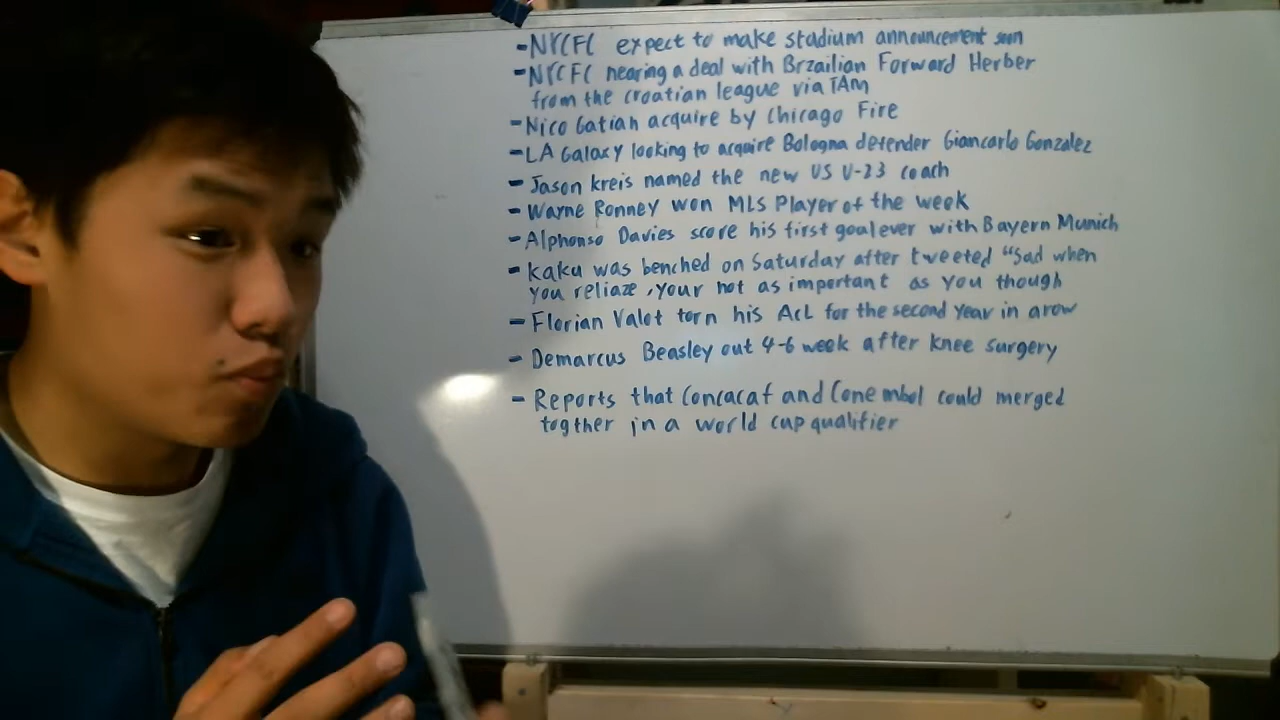 -NYCFC expect to make stadium announcement soon
-NYCFC nearing a deal with Brzailian Forward Herber
from the croatian league via TAM
-Nico Gatian acquire by Chicago Fire
-LA Galaxy looking to acquire Bologna defender Giancarlo Gonzalez
- Jason kreis named the new US U-23 coach
- Wayne Ronney won MLS Player of the week
-Alphonso Davies score his first goal ever with Bayern Munich
- kaku was benched on Saturday after tweeted "Sad when
you reliaze, your not as important as you though
- Florian Valot torn his ACL for the second year in arow
- Demarcus Beasley out 4-6 week after knee surgery
- Reports that Concacaf and Conembol could merged
togther in a world cup qualifier